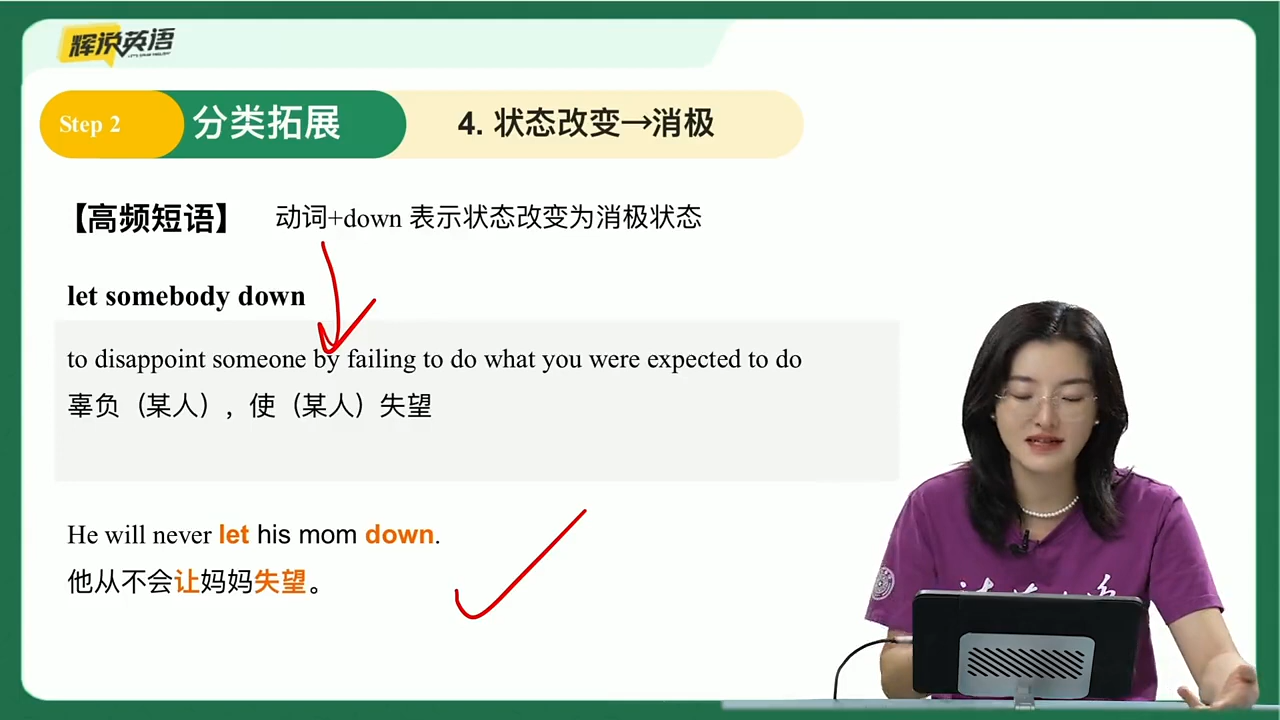 辉说英语
Step 2
分类拓展
4. 状态改变→消极
【高频短语】 动词+down 表示状态改变为消极状态
let somebody down
to disappoint someone by failing to do what you were expected to do
辜负（某人），使（某人）失望
He will never let his mom down.
他从不会让妈妈失望。